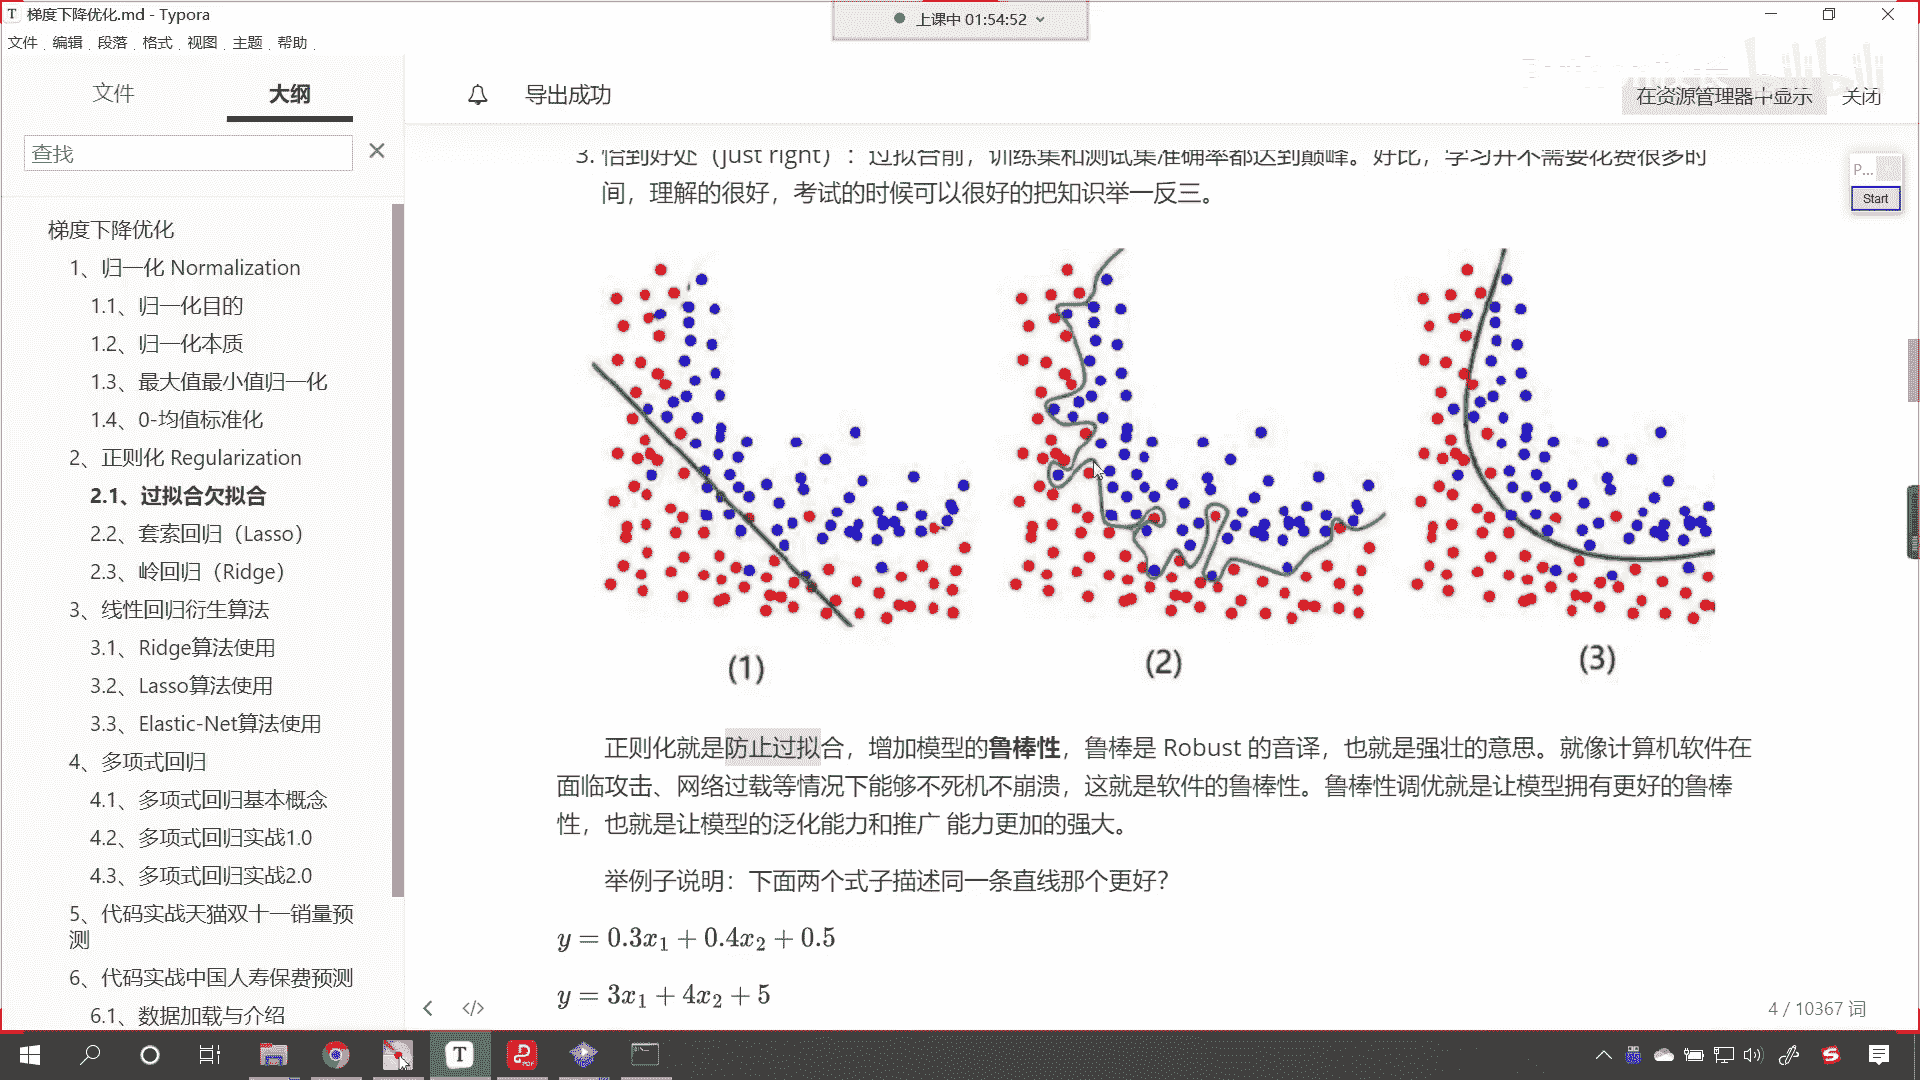 梯度下降优化.md - Typora
上课中 01:54:52
文件 编辑 段落 格式 视图 主题 帮助
文件
大纲
查找
梯度下降优化
1、归一化 Normalization
1.1、归一化目的
1.2、归一化本质
1.3、最大值最小值归一化
1.4、0-均值标准化
2、正则化 Regularization
2.1、过拟合欠拟合
2.2、套索回归（Lasso）
2.3、岭回归（Ridge）
3、线性回归衍生算法
3.1、Ridge算法使用
3.2、Lasso算法使用
3.3、Elastic-Net算法使用
4、多项式回归
4.1、多项式回归基本概念
4.2、多项式回归实战1.0
4.3、多项式回归实战2.0
5、代码实战天猫双十一销量预
测
6、代码实战中国人寿保费预测
6.1、数据加载与介绍
导出成功
在资源管理器中显示
关闭
P...
Start
3. 恰到好处（just right）：过拟合前，训练集和测试集准确率都达到巅峰。好比，学习并不需要花费很多时
间，理解的很好，考试的时候可以很好的把知识举一反三。
(1)
(2)
(3)
正则化就是防止过拟合，增加模型的鲁棒性，鲁棒是 Robust 的音译，也就是强壮的意思。就像计算机软件在
面临攻击、网络过载等情况下能够不死机不崩溃，这就是软件的鲁棒性。鲁棒性调优就是让模型拥有更好的鲁棒
性，也就是让模型的泛化能力和推广 能力更加的强大。
举例子说明：下面两个式子描述同一条直线那个更好？
y = 0.3x₁ + 0.4x₂ + 0.5
y = 3x₁ + 4x₂ + 5
4 / 10367 词